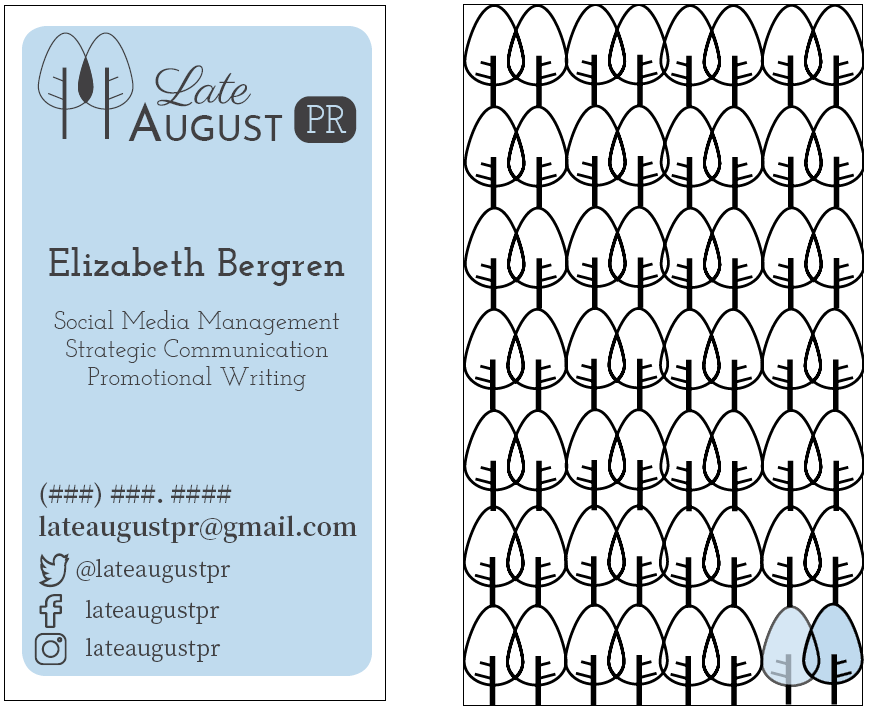 Late
AUGUST PR
Elizabeth Bergren
Social Media Management
Strategic Communication
Promotional Writing
(###) ###. ####
lateaugustpr@gmail.com
@lateaugustpr
lateaugustpr
lateaugustpr